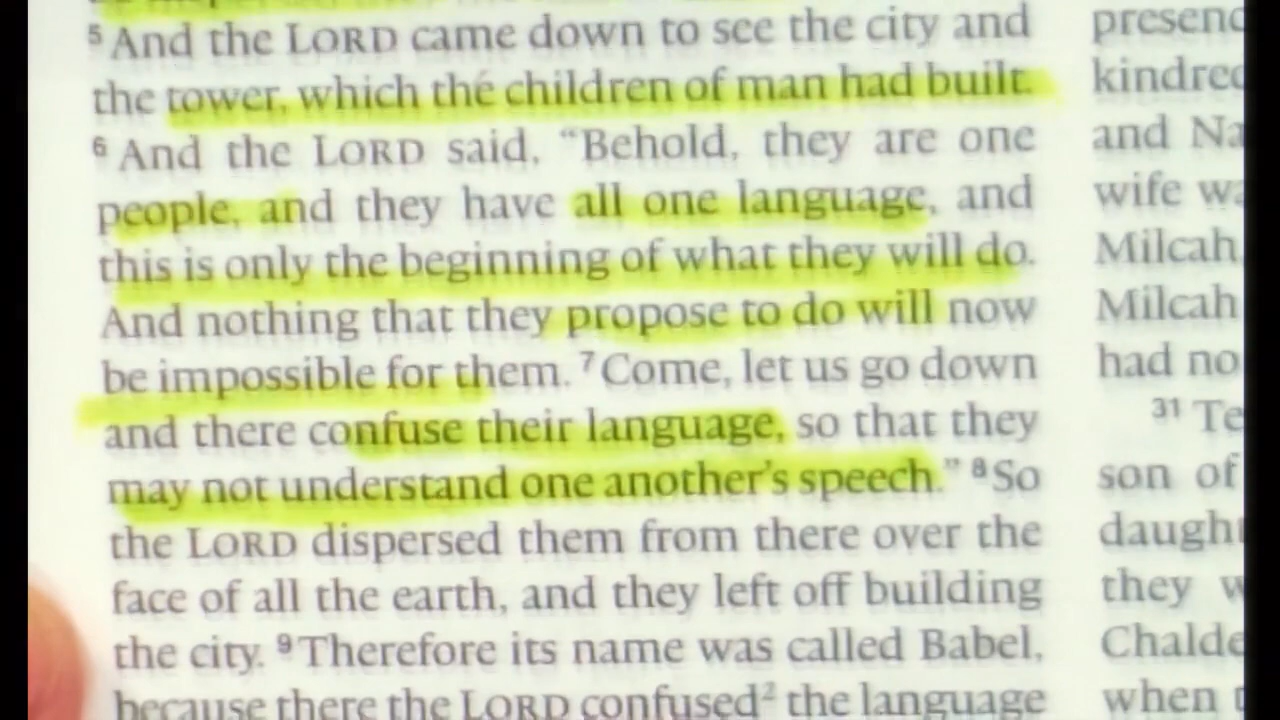 ⁵ And the LORD came down to see the city and
the tower, which the children of man had built.
⁶ And the LORD said, “Behold, they are one
people, and they have all one language, and
this is only the beginning of what they will do.
And nothing that they propose to do will now
be impossible for them. ⁷ Come, let us go down
and there confuse their language, so that they
may not understand one another’s speech.” ⁸ So
the LORD dispersed them from there over the
face of all the earth, and they left off building
the city. ⁹ Therefore its name was called Babel,
because there the LORD confused² the language
and Na
wife wa
Milcah
Milcah
had no
³¹ Te
son of
daught
they w
Chalde
when